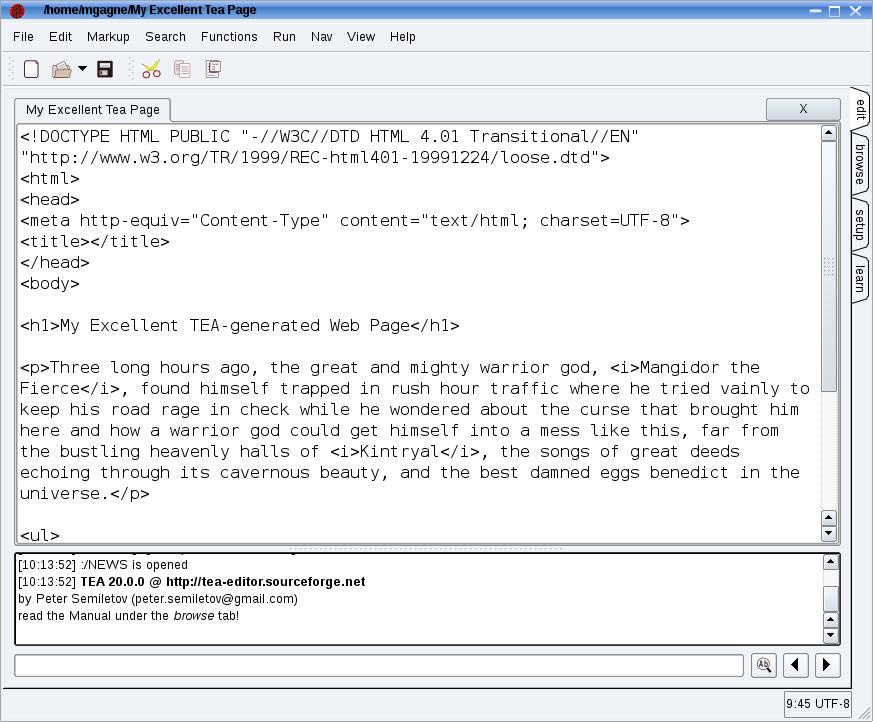 /home/mgagne/My Excellent Tea Page
File Edit Markup Search Functions Run Nav View Help
My Excellent Tea Page X
edit
browse
setup
learn
<!DOCTYPE HTML PUBLIC "-//W3C//DTD HTML 4.01 Transitional//EN"
"http://www.w3.org/TR/1999/REC-html401-19991224/loose.dtd">
<html>
<head>
<meta http-equiv="Content-Type" content="text/html; charset=UTF-8">
<title></title>
</head>
<body>
<h1>My Excellent TEA-generated Web Page</h1>
<p>Three long hours ago, the great and mighty warrior god, <i>Mangidor the
Fierce</i>, found himself trapped in rush hour traffic where he tried vainly to
keep his road rage in check while he wondered about the curse that brought him
here and how a warrior god could get himself into a mess like this, far from
the bustling heavenly halls of <i>Kintryal</i>, the songs of great deeds
echoing through its cavernous beauty, and the best damned eggs benedict in the
universe.</p>
<ul>
[10:13:52] :/NEWS is opened
[10:13:52] TEA 20.0.0 @ http://tea-editor.sourceforge.net
by Peter Semiletov (peter.semiletov@gmail.com)
read the Manual under the browse tab!
Ab
9:45 UTF-8